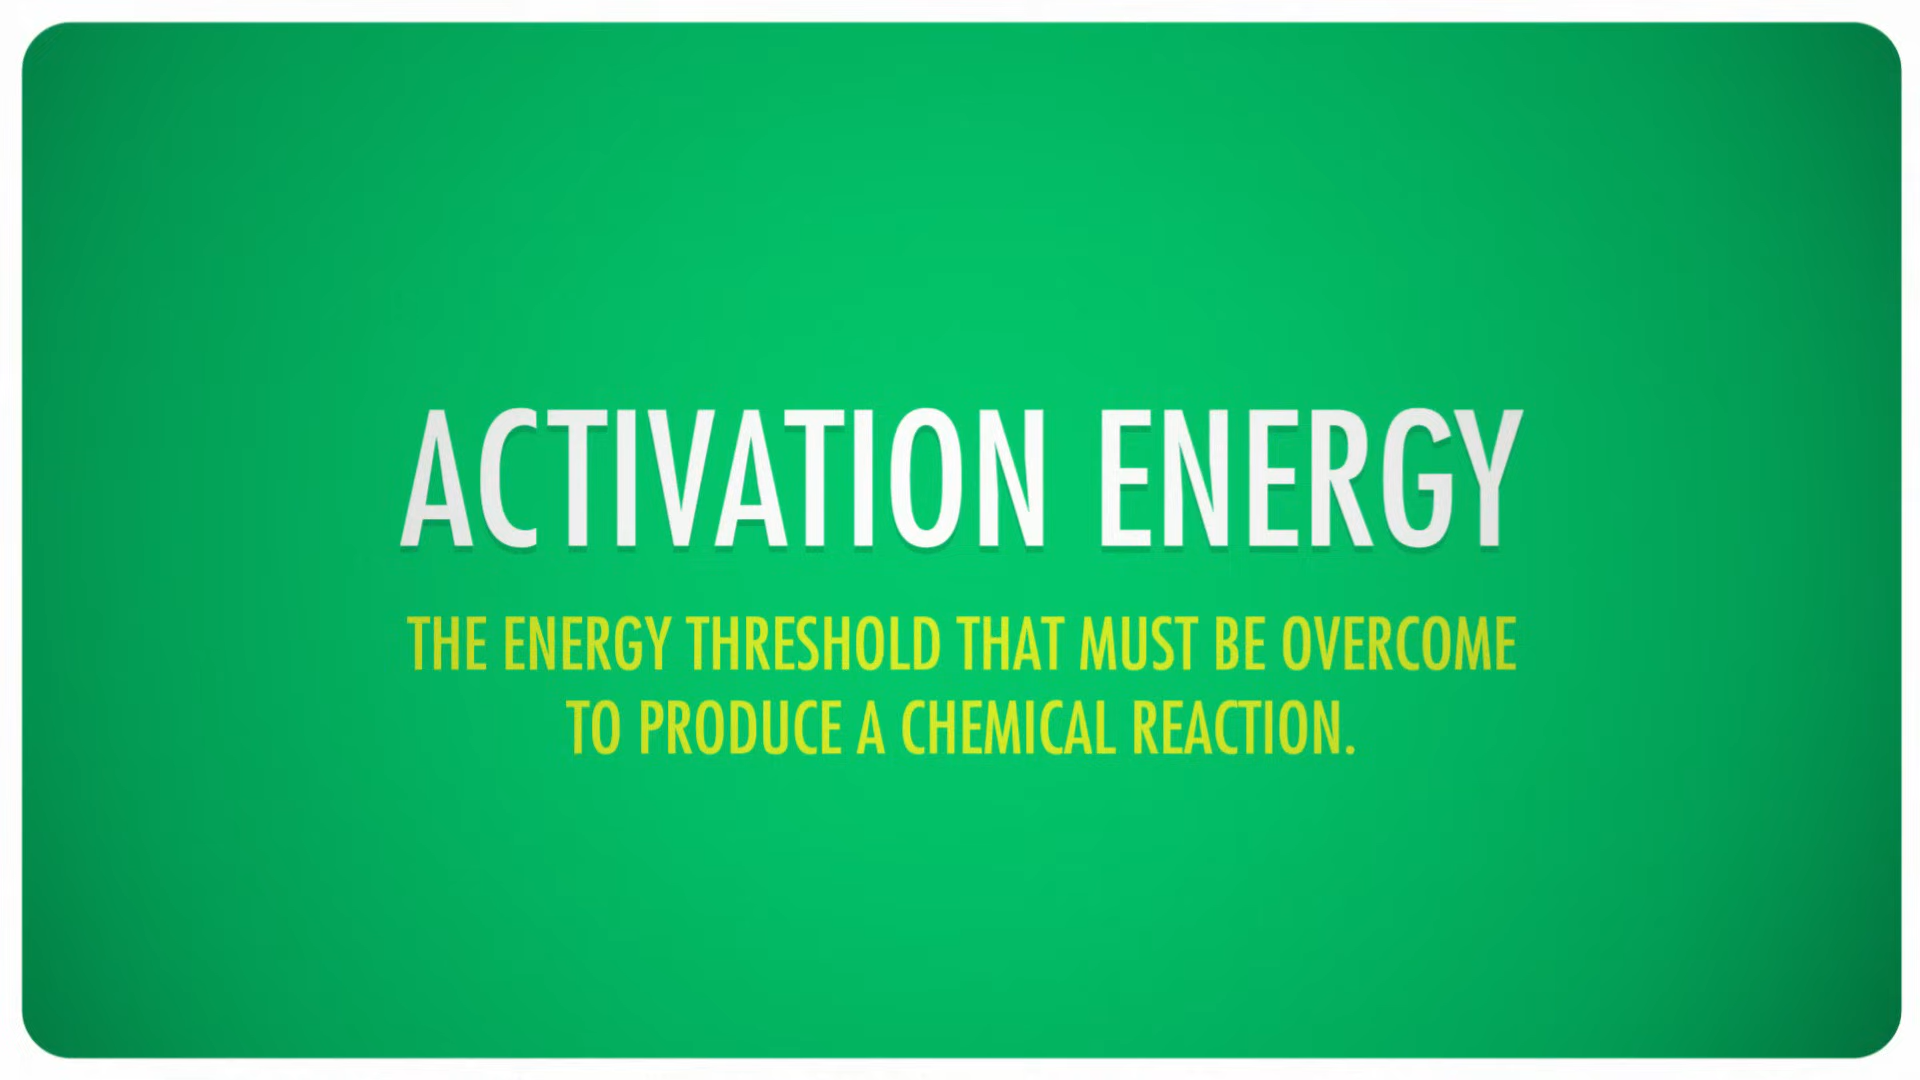 ACTIVATION ENERGY
THE ENERGY THRESHOLD THAT MUST BE OVERCOME
TO PRODUCE A CHEMICAL REACTION.